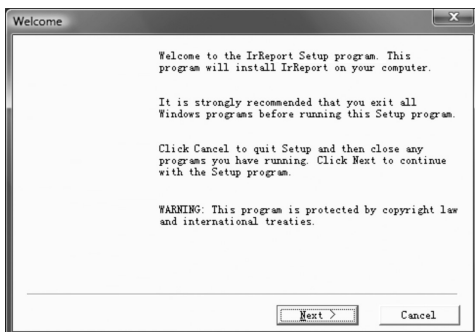 Welcome
Welcome to the IrReport Setup program. This
program will install IrReport on your computer.
It is strongly recommended that you exit all
Windows programs before running this Setup program.
Click Cancel to quit Setup and then close any
programs you have running. Click Next to continue
with the Setup program.
WARNING: This program is protected by copyright law
and international treaties.
Next >
Cancel